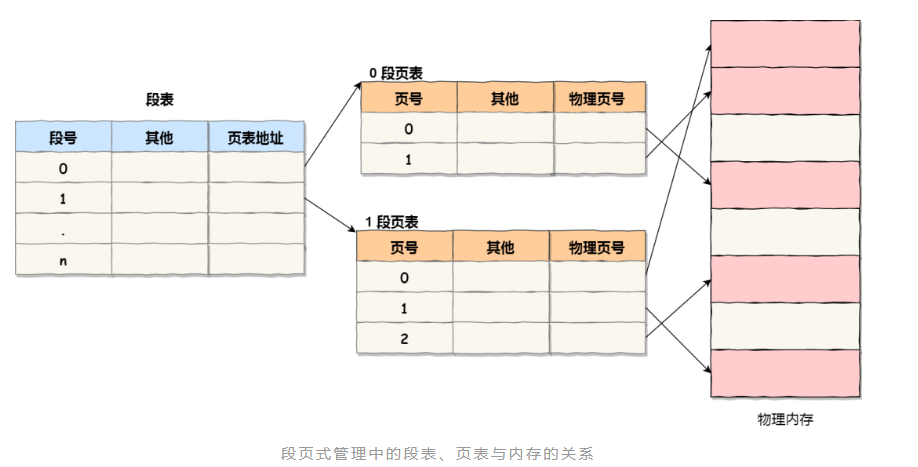 段表
段号 其他 页表地址
0
1
.
n
0 段页表
页号 其他 物理页号
0
1
1 段页表
页号 其他 物理页号
0
1
2
物理内存
段页式管理中的段表、页表与内存的关系